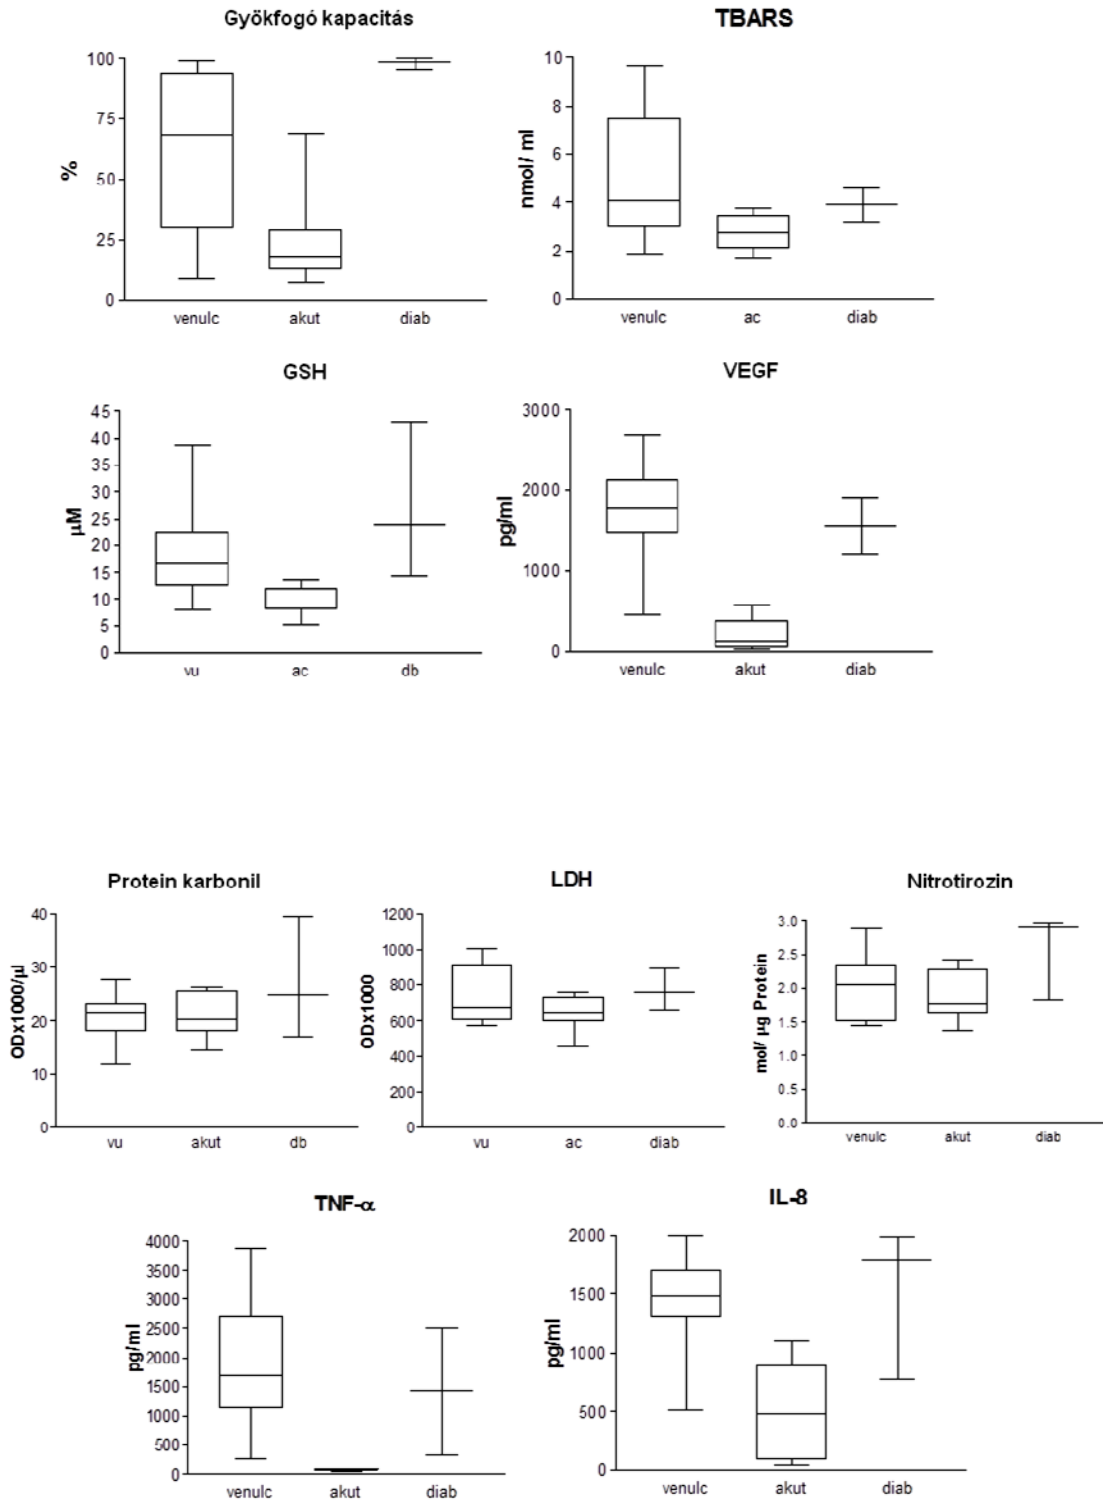 Gyökfogó kapacitás
%
100
75
50
25
0
venulc akut diab
TBARS
nmol/ ml
10
8
6
4
2
0
venulc ac diab
GSH
µM
45
40
35
30
25
20
15
10
5
0
vu ac db
VEGF
pg/ml
3000
2000
1000
0
venulc akut diab
Protein karbonil
ODx1000/µl
40
30
20
10
0
vu akut db
LDH
ODx1000
1200
1000
800
600
400
200
0
vu ac diab
Nitrotirozin
mol/ µg Protein
3.0
2.5
2.0
1.5
1.0
0.5
0.0
venulc akut diab
TNF-α
pg/ml
4000
3500
3000
2500
2000
1500
1000
500
0
venulc akut diab
IL-8
pg/ml
2000
1500
1000
500
0
venulc akut diab